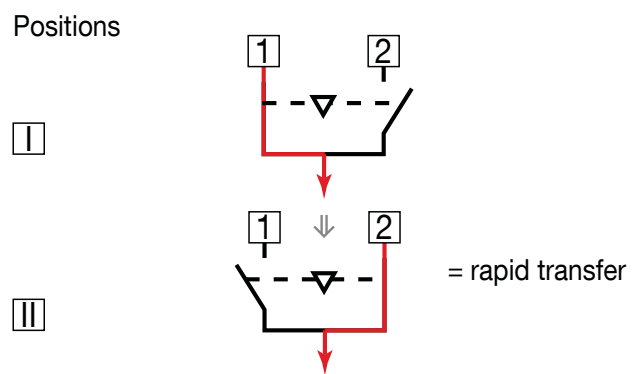 Positions
1 2
I
1 2
= rapid transfer
II